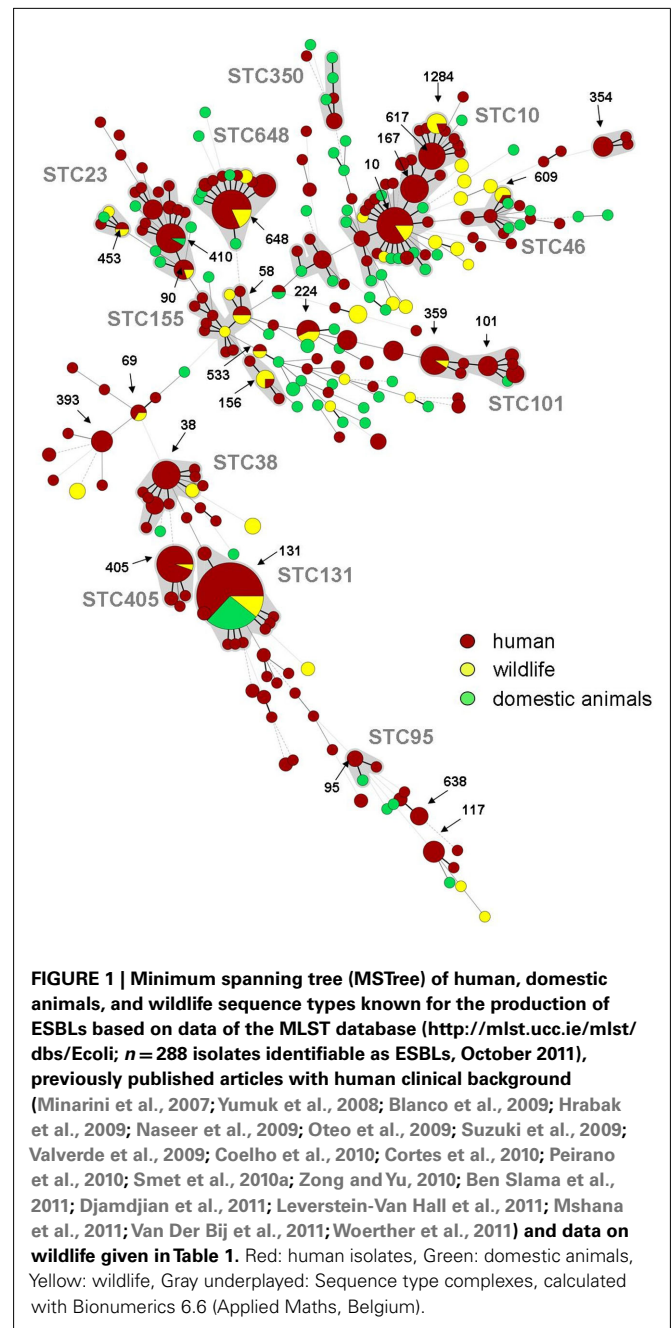 STC350
1284
STC10
354
617
STC648
167
STC23
10
609
648
STC46
453
410
58
90
224
STC155
359
101
533
69
156
STC101
393
38
STC38
131
405
STC131
STC405
human
wildlife
domestic animals
STC95
95
638
117
FIGURE 1 | Minimum spanning tree (MSTree) of human, domestic
animals, and wildlife sequence types known for the production of
ESBLs based on data of the MLST database (http://mlst.ucc.ie/mlst/
dbs/Ecoli; n = 288 isolates identifiable as ESBLs, October 2011),
previously published articles with human clinical background
(Minarini et al., 2007; Yumuk et al., 2008; Blanco et al., 2009; Hrabak
et al., 2009; Naseer et al., 2009; Oteo et al., 2009; Suzuki et al., 2009;
Valverde et al., 2009; Coelho et al., 2010; Cortes et al., 2010; Peirano
et al., 2010; Smet et al., 2010a; Zong and Yu, 2010; Ben Slama et al.,
2011; Djamdjian et al., 2011; Leverstein-Van Hall et al., 2011; Mshana
et al., 2011; Van Der Bij et al., 2011; Woerther et al., 2011) and data on
wildlife given in Table 1. Red: human isolates, Green: domestic animals,
Yellow: wildlife, Gray underplayed: Sequence type complexes, calculated
with Bionumerics 6.6 (Applied Maths, Belgium).